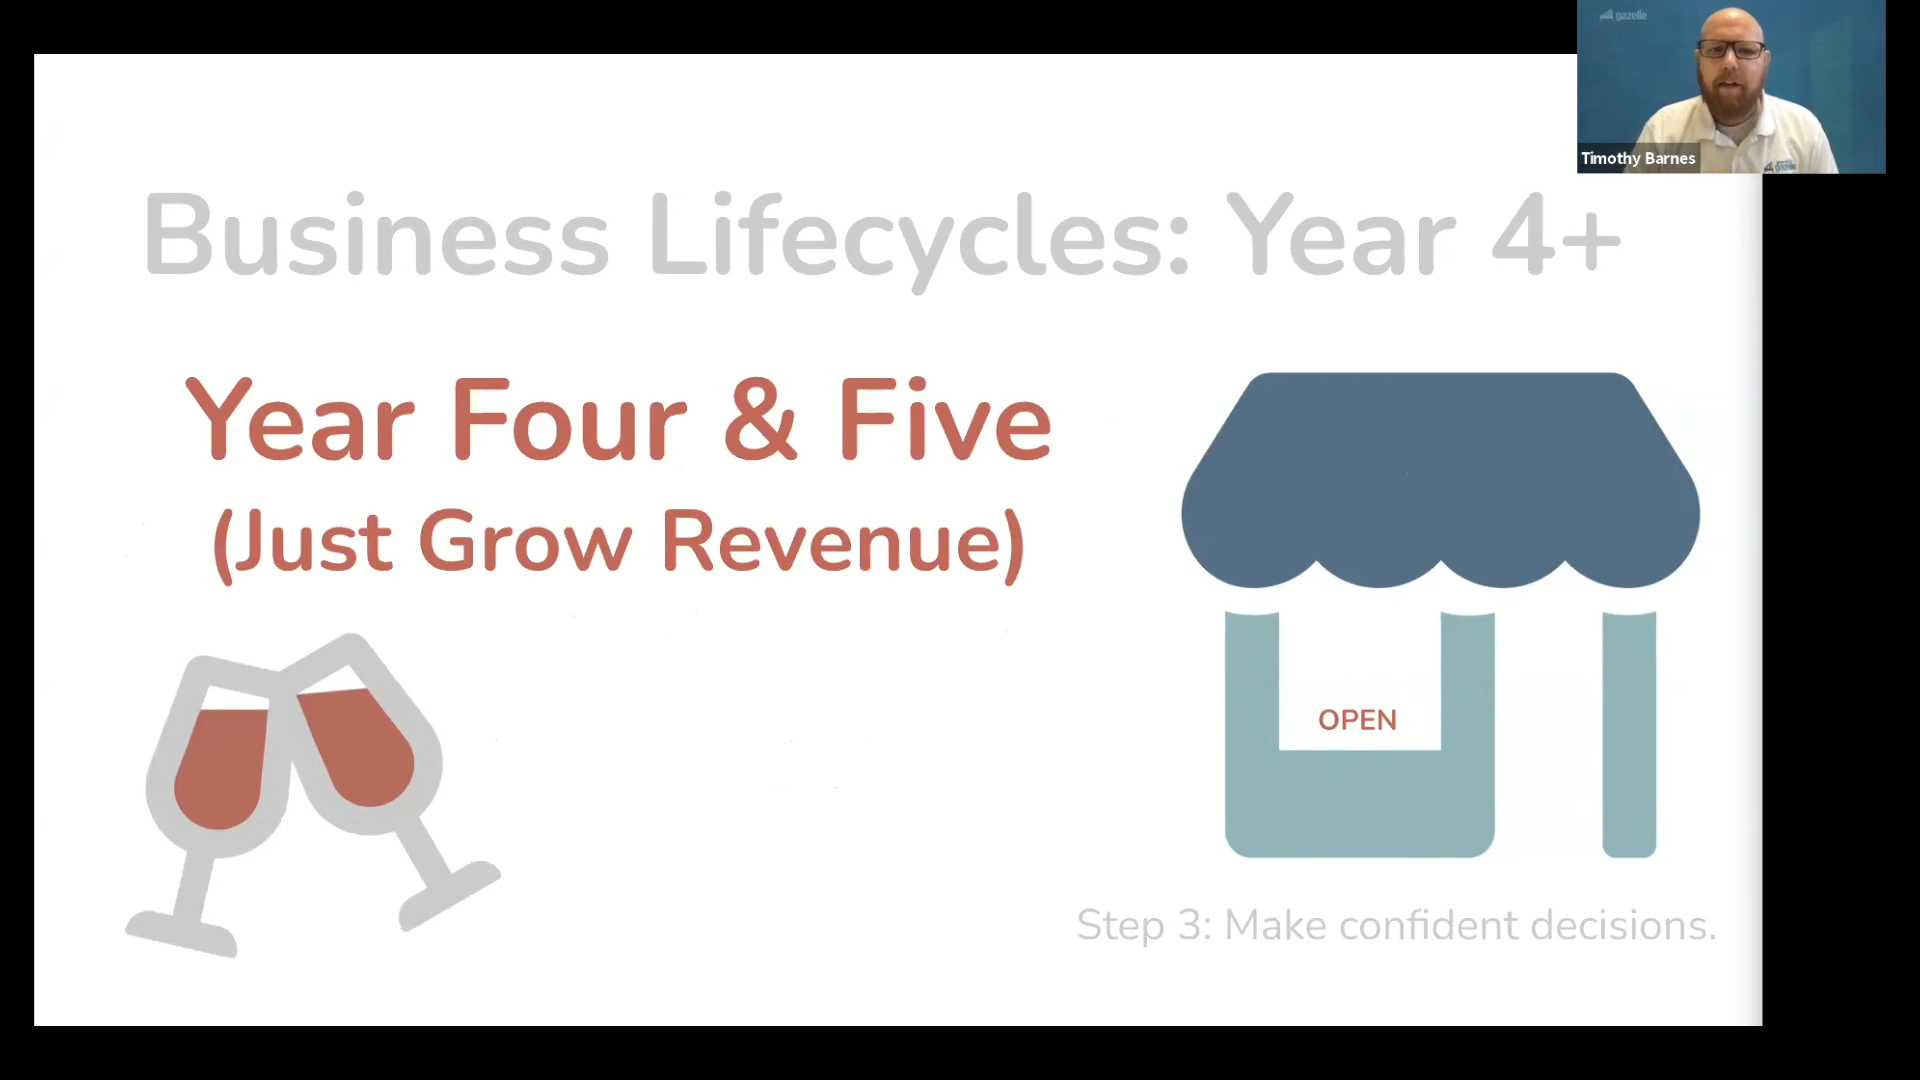 gazelle
Timothy Barnes
Business Lifecycles: Year 4+
Year Four & Five
(Just Grow Revenue)
OPEN
Step 3: Make confident decisions.